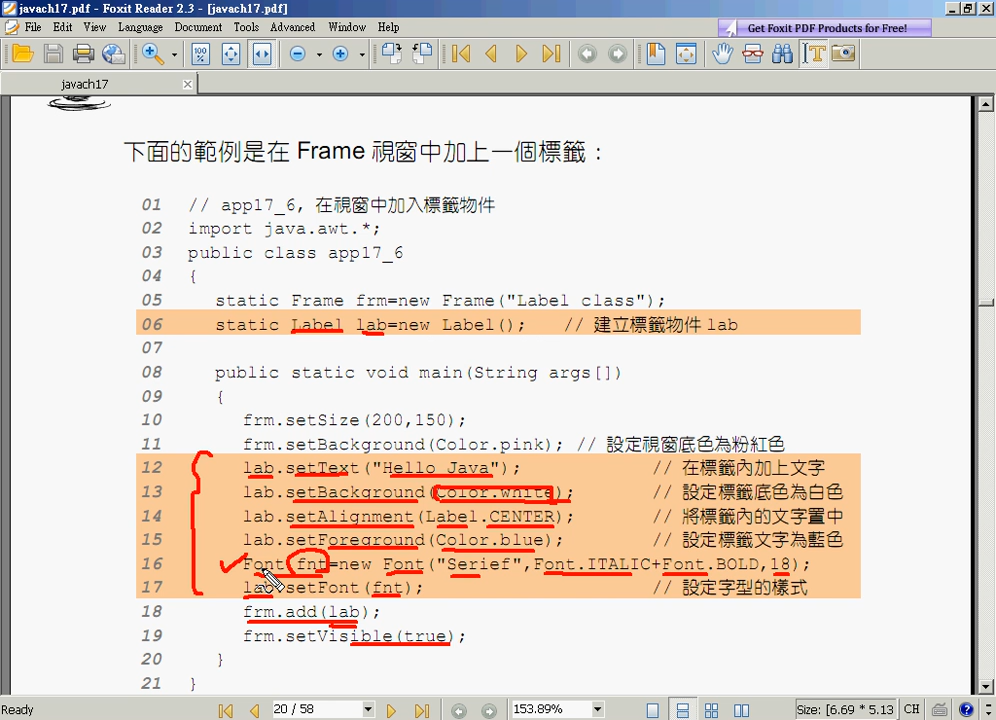 javach17.pdf - Foxit Reader 2.3 - [javach17.pdf]
File Edit View Language Document Tools Advanced Window Help
Get Foxit PDF Products for Free!
javach17
下面的範例是在 Frame 視窗中加上一個標籤：
01 // app17_6, 在視窗中加入標籤物件
02 import java.awt.*;
03 public class app17_6
04 {
05 static Frame frm=new Frame("Label class");
06 static Label lab=new Label(); // 建立標籤物件 lab
07
08 public static void main(String args[])
09 {
10 frm.setSize(200,150);
11 frm.setBackground(Color.pink); // 設定視窗底色為粉紅色
12 lab.setText("Hello Java"); // 在標籤內加上文字
13 lab.setBackground(Color.white); // 設定標籤底色為白色
14 lab.setAlignment(Label.CENTER); // 將標籤內的文字置中
15 lab.setForeground(Color.blue); // 設定標籤文字為藍色
16 Font fnt=new Font("Serief",Font.ITALIC+Font.BOLD,18);
17 lab.setFont(fnt); // 設定字型的樣式
18 frm.add(lab);
19 frm.setVisible(true);
20 }
21 }
Ready 20 / 58 153.89% Size: [6.69 * 5.13 CH